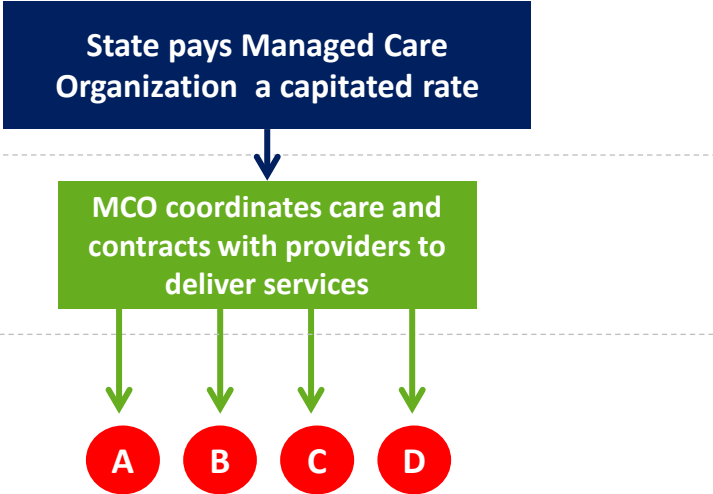 State pays Managed Care
Organization  a capitated rate
MCO coordinates care and
contracts with providers to
deliver services
A B C D